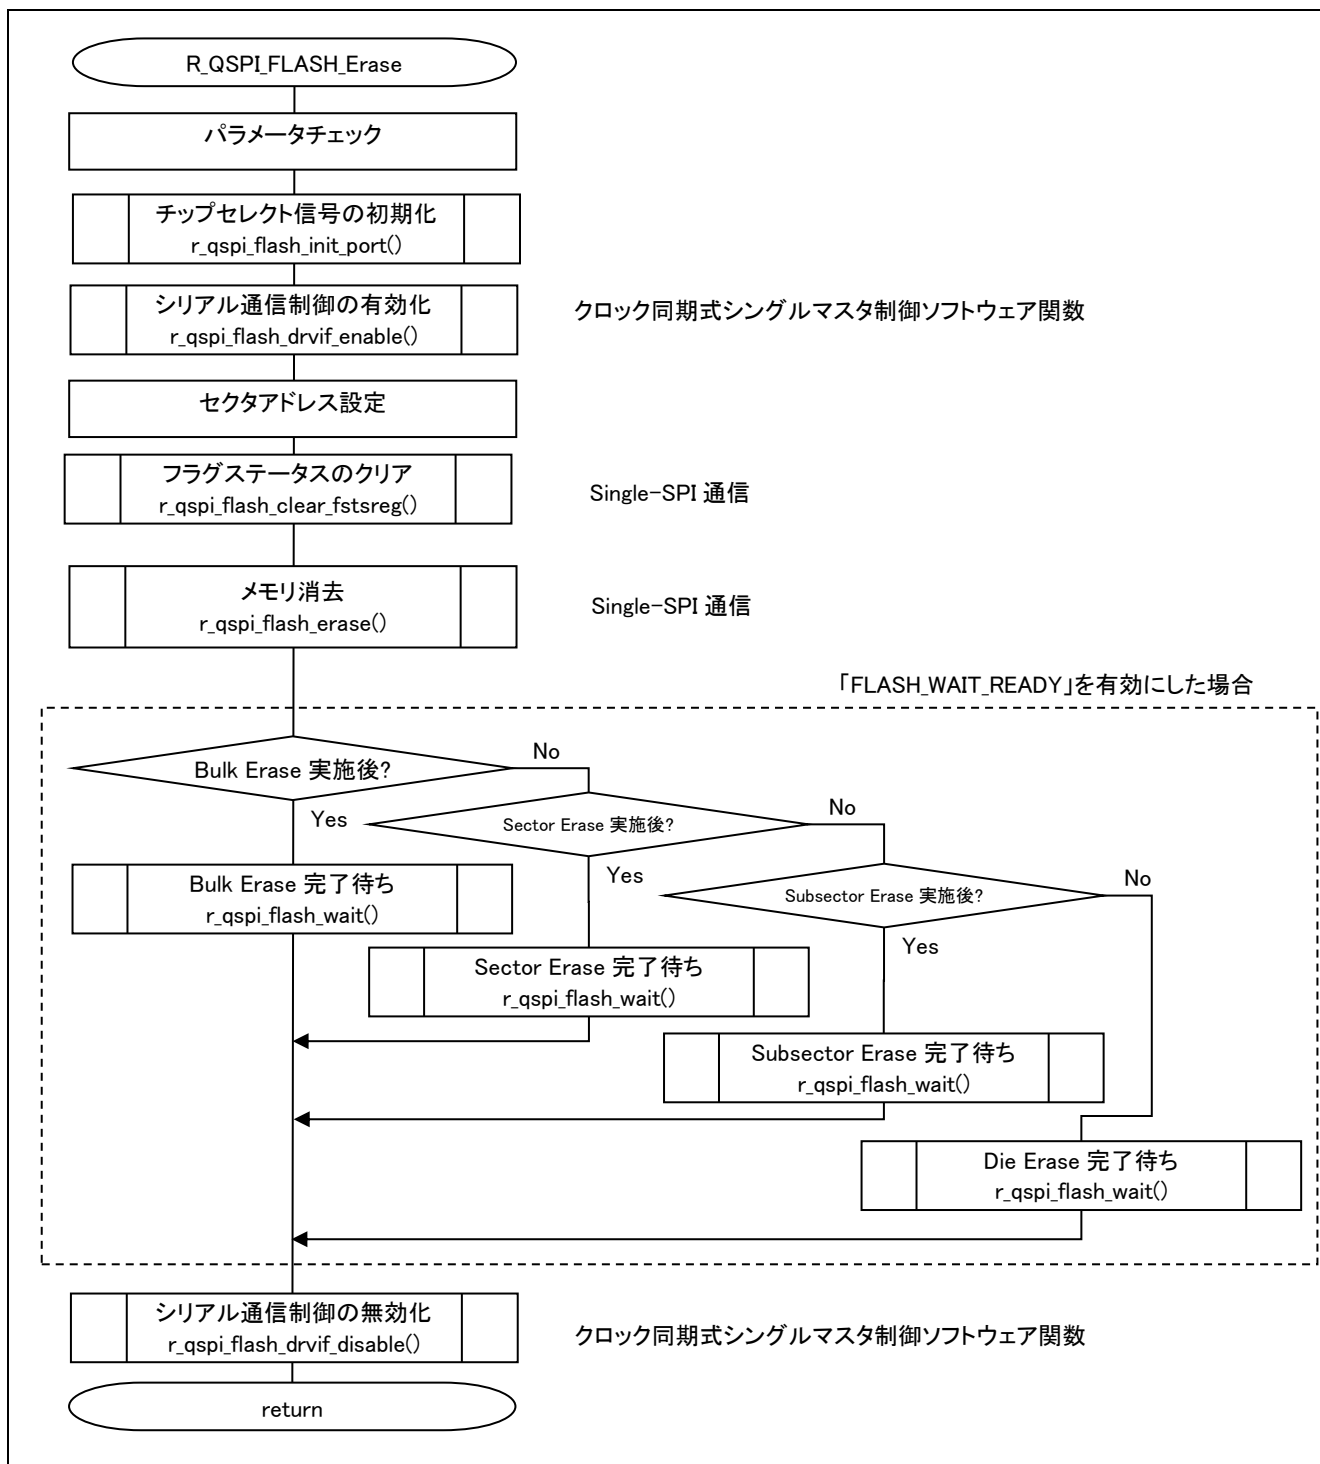 R_QSPI_FLASH_Erase
パラメータチェック
チップセレクト信号の初期化
r_qspi_flash_init_port()
シリアル通信制御の有効化
r_qspi_flash_drvif_enable()
クロック同期式シングルマスタ制御ソフトウェア関数
セクタアドレス設定
フラグステータスのクリア
r_qspi_flash_clear_fstsreg()
Single-SPI 通信
メモリ消去
r_qspi_flash_erase()
Single-SPI 通信
「FLASH_WAIT_READY」を有効にした場合
Bulk Erase 実施後?
No
Yes
Sector Erase 実施後?
No
Yes
Subsector Erase 実施後?
No
Yes
Bulk Erase 完了待ち
r_qspi_flash_wait()
Sector Erase 完了待ち
r_qspi_flash_wait()
Subsector Erase 完了待ち
r_qspi_flash_wait()
Die Erase 完了待ち
r_qspi_flash_wait()
シリアル通信制御の無効化
r_qspi_flash_drvif_disable()
クロック同期式シングルマスタ制御ソフトウェア関数
return